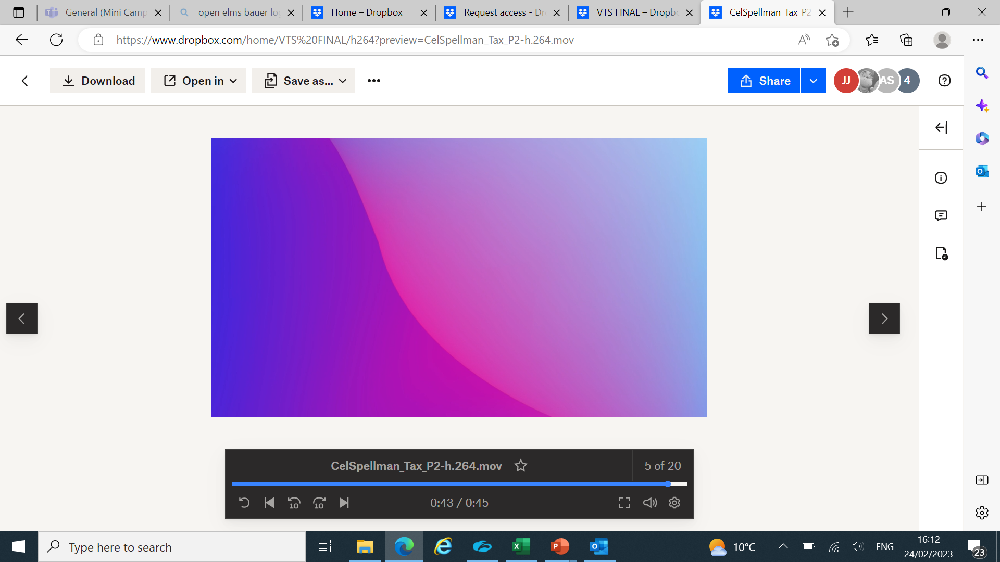 General (Mini Camp
open elms bauer lo
Home – Dropbox
Request access - Dr
VTS FINAL – Dropb
CelSpellman_Tax_P2
https://www.dropbox.com/home/VTS%20FINAL/h264?preview=CelSpellman_Tax_P2-h.264.mov
Download
Open in
Save as...
Share
JJ
AS
4
CelSpellman_Tax_P2-h.264.mov
5 of 20
10
10
0:43 / 0:45
Type here to search
10°C
ENG
16:12
24/02/2023
23